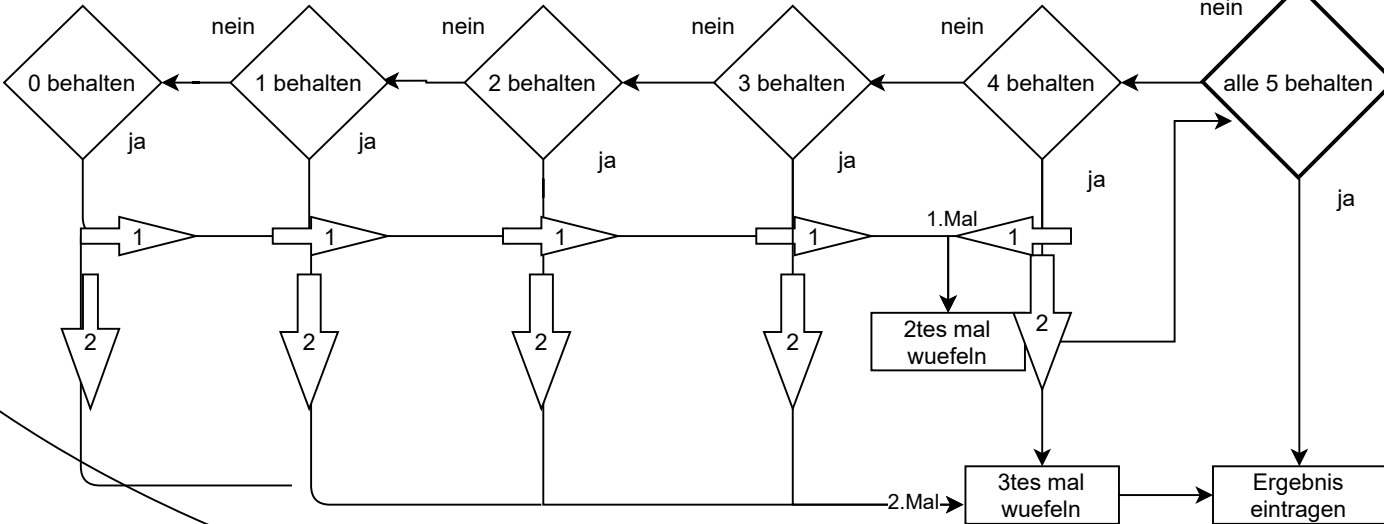 nein
nein
nein
nein
nein
0 behalten
1 behalten
2 behalten
3 behalten
4 behalten
alle 5 behalten
ja
ja
ja
ja
ja
ja
1.Mal
1
1
1
1
1
2tes mal
wuefeln
2
2
2
2
2
2.Mal
3tes mal
wuefeln
Ergebnis
eintragen